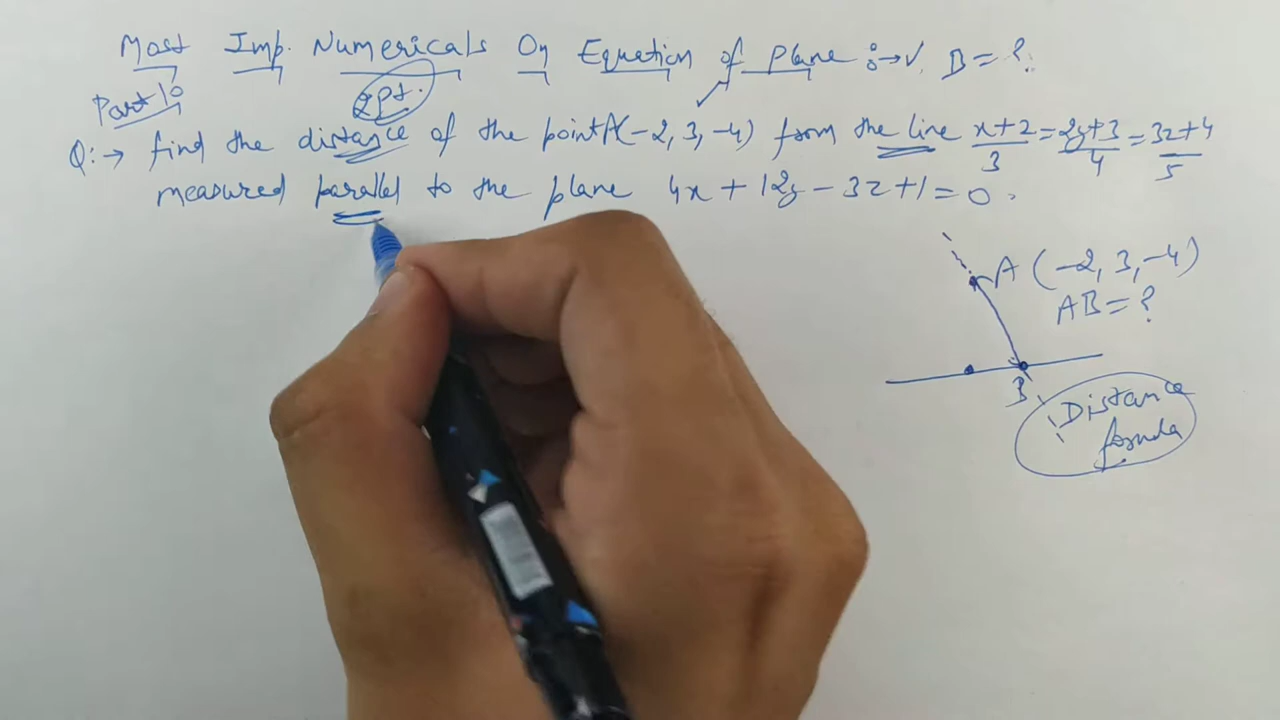 Most Imp. Numericals On Equation of plane :→ B = ?
Part 10
2pt.
Q:→ find the distance of the point A(-2, 3, -4) from the line (x+2)/3 = (2y+3)/4 = (3z+4)/5
measured parallel to the plane 4x + 12y - 3z + 1 = 0.
A (-2, 3, -4)
AB = ?
B
Distance
fomula